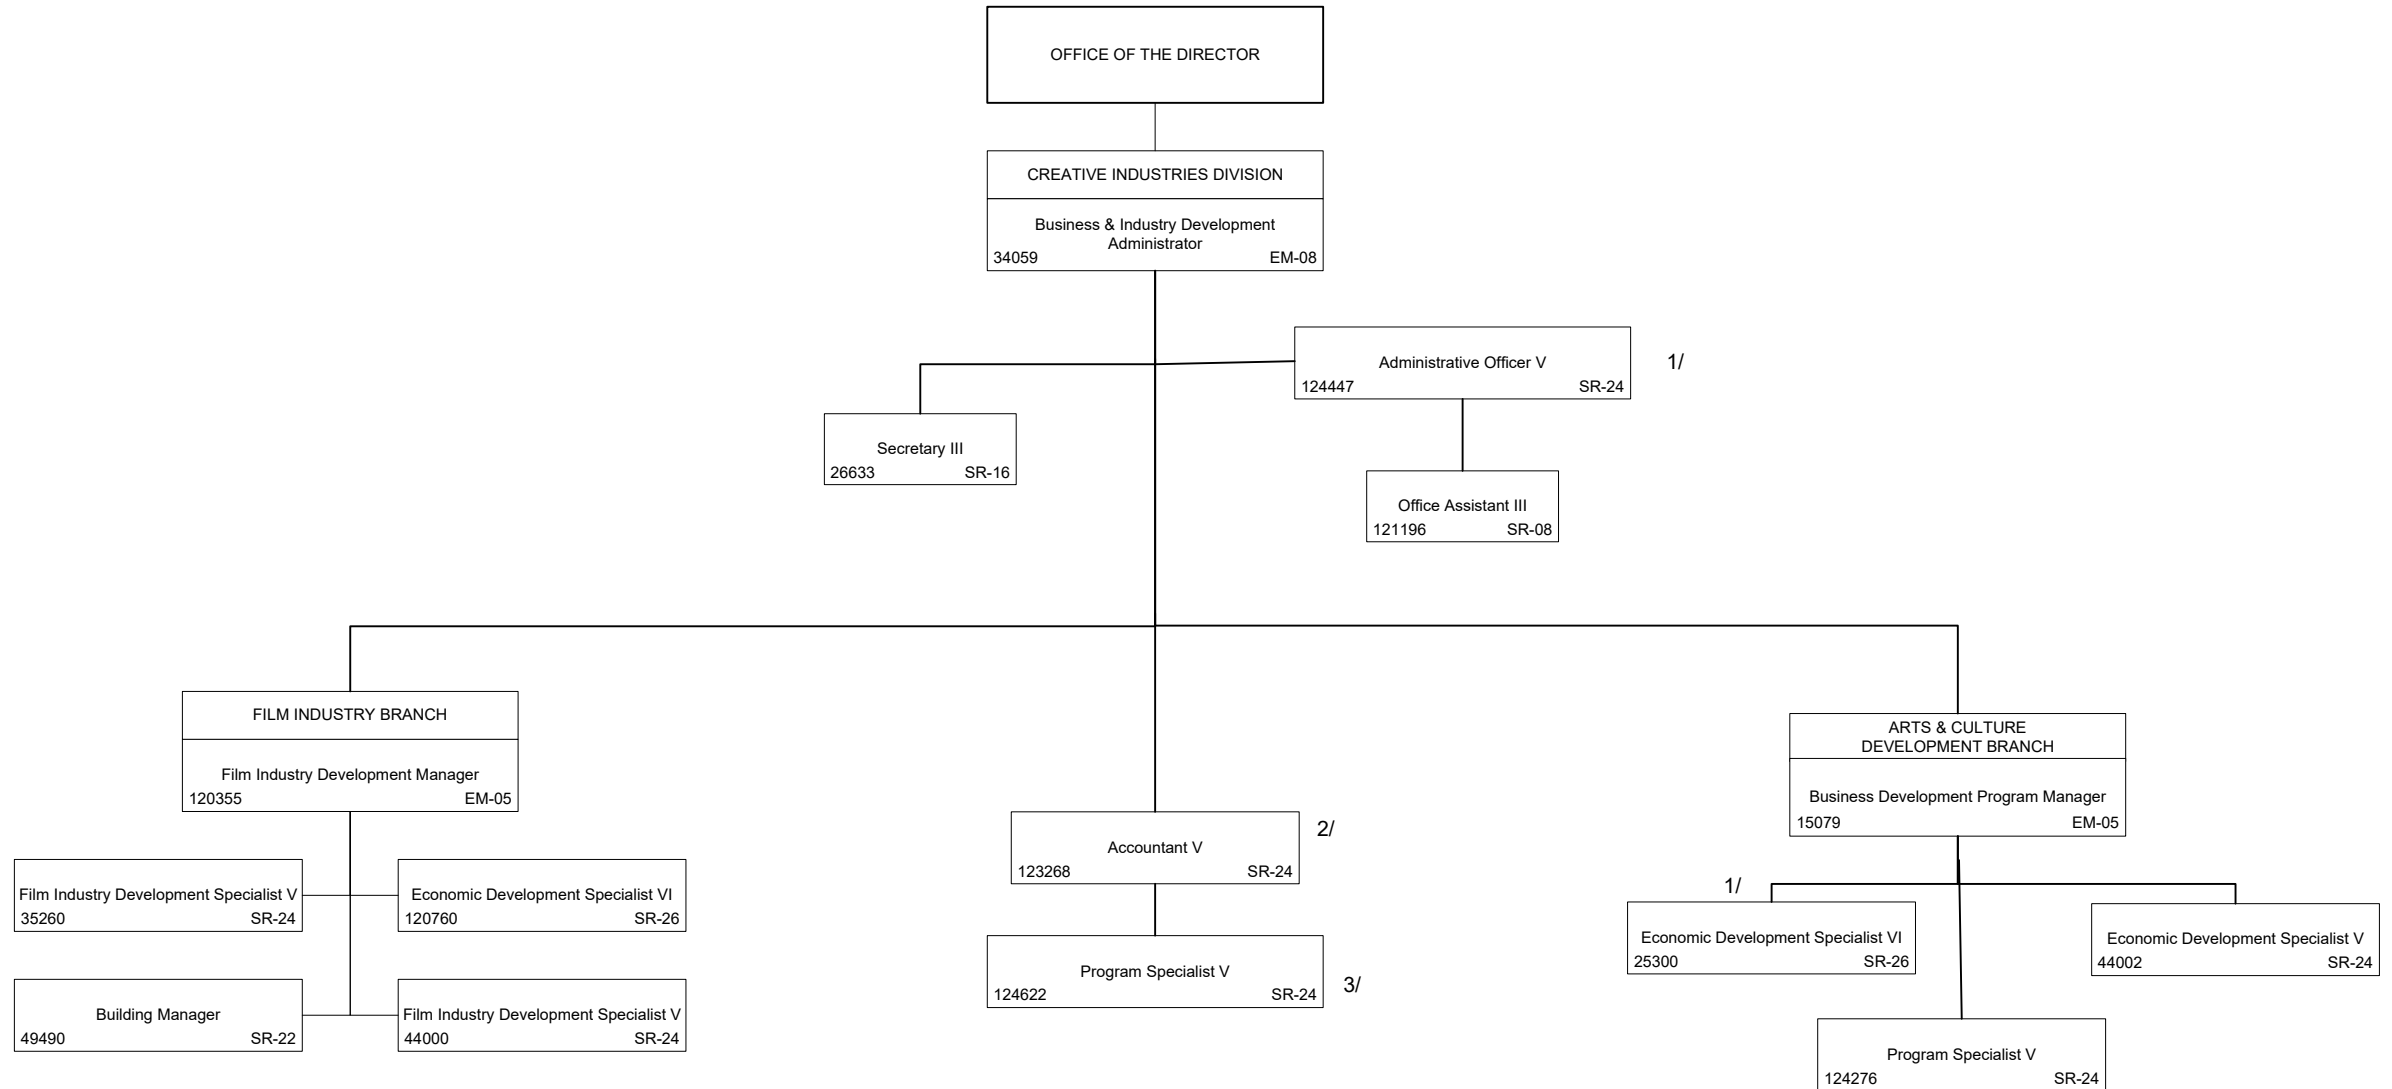 OFFICE OF THE DIRECTOR
CREATIVE INDUSTRIES DIVISION
Business & Industry Development
Administrator
34059 EM-08
Administrative Officer V
124447 SR-24
1/
Secretary III
26633 SR-16
Office Assistant III
121196 SR-08
FILM INDUSTRY BRANCH
Film Industry Development Manager
120355 EM-05
Film Industry Development Specialist V
35260 SR-24
Economic Development Specialist VI
120760 SR-26
Building Manager
49490 SR-22
Film Industry Development Specialist V
44000 SR-24
2/
Accountant V
123268 SR-24
Program Specialist V
124622 SR-24
3/
ARTS & CULTURE
DEVELOPMENT BRANCH
Business Development Program Manager
15079 EM-05
1/
Economic Development Specialist VI
25300 SR-26
Economic Development Specialist V
44002 SR-24
Program Specialist V
124276 SR-24